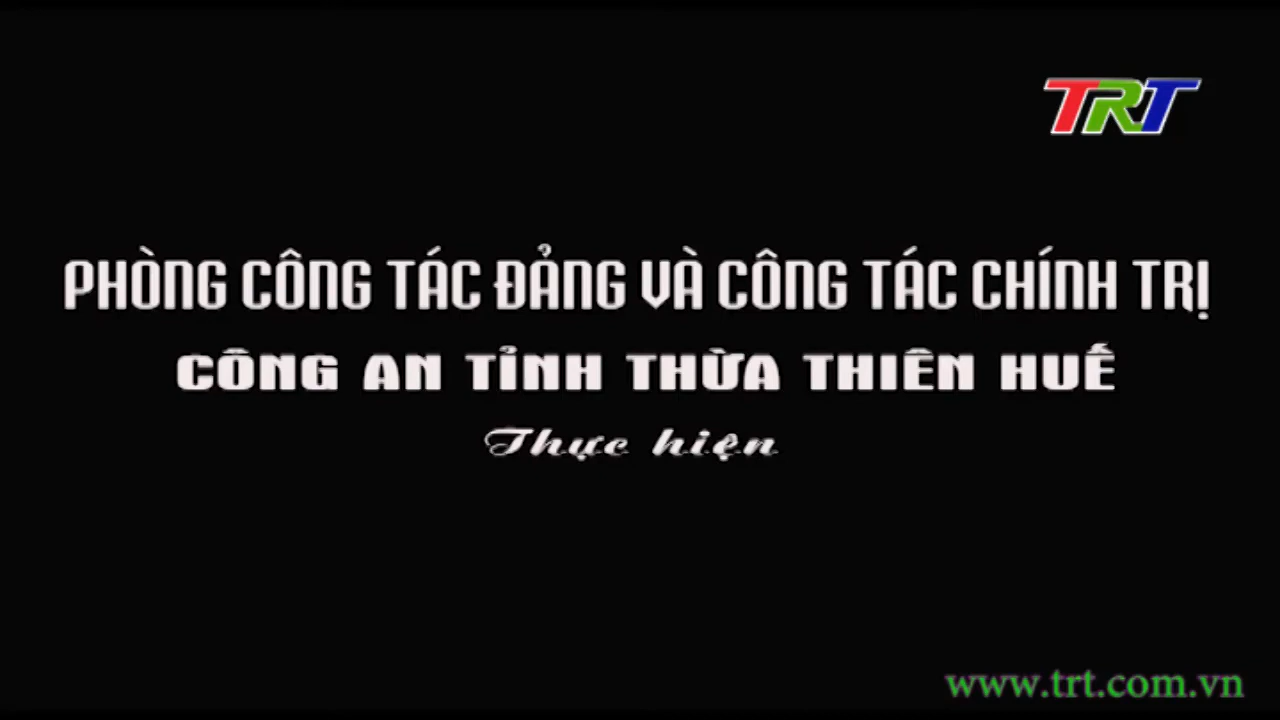 TRT
PHÒNG CÔNG TÁC ĐẢNG VÀ CÔNG TÁC CHÍNH TRỊ
CÔNG AN TỈNH THỪA THIÊN HUẾ
Thực hiện
www.trt.com.vn